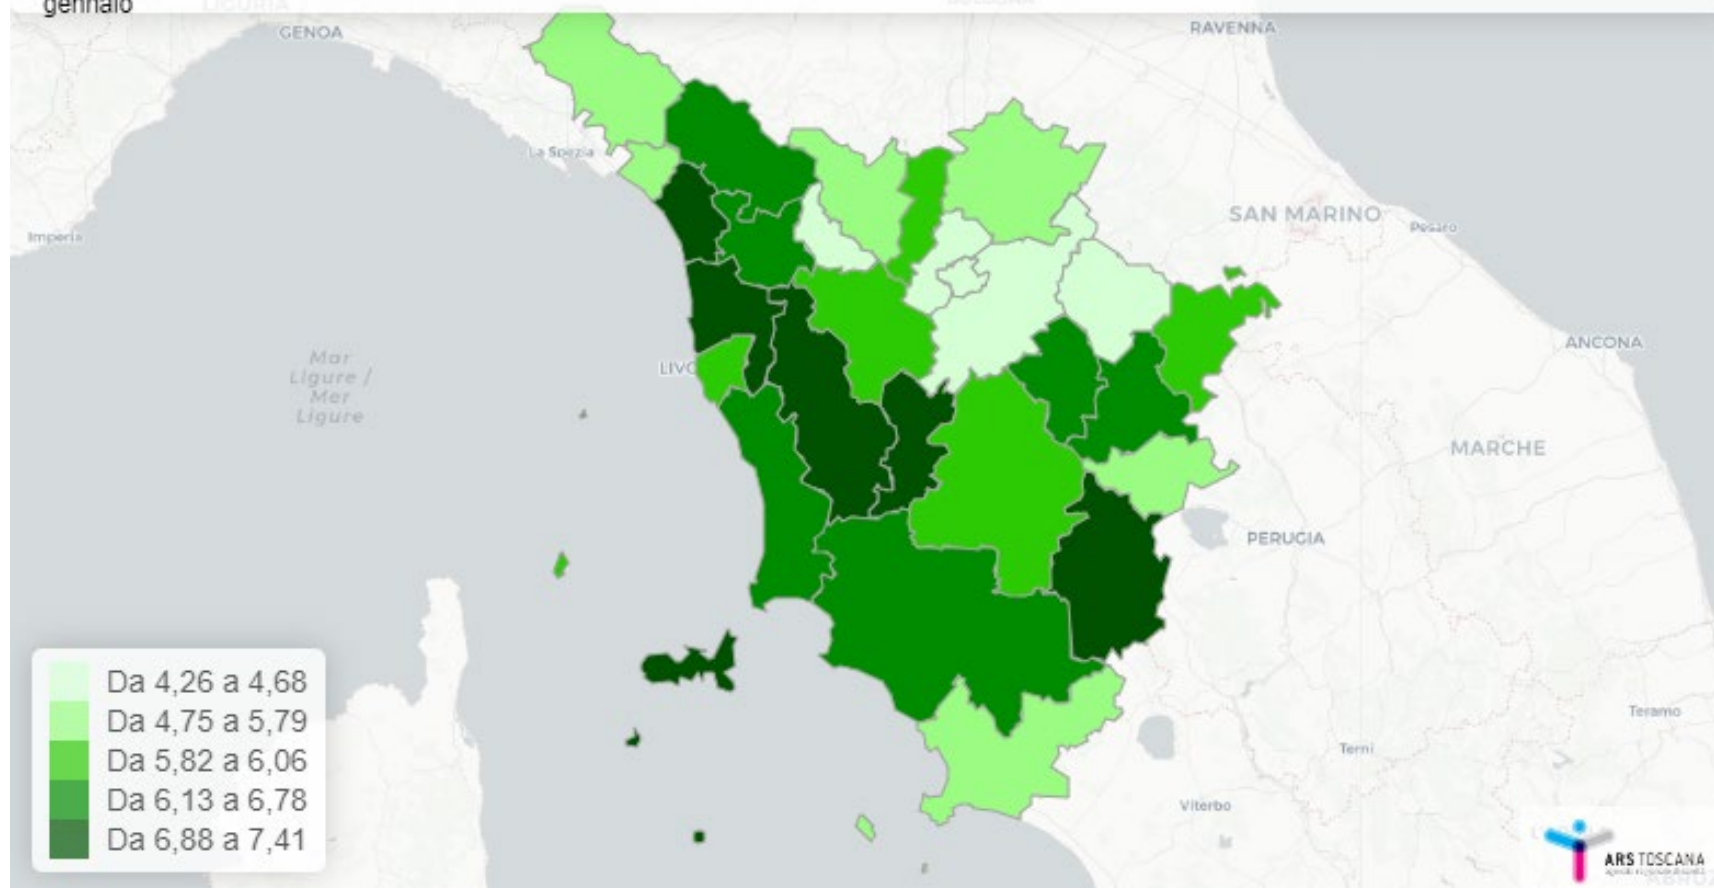 gennaio
LIGURIA
GENOA
RAVENNA
La Spezia
SAN MARINO
Imperia
Pesaro
Mar
Ligure /
Mer
Ligure
LIVO
ANCONA
MARCHE
PERUGIA
Da 4,26 a 4,68
Da 4,75 a 5,79
Da 5,82 a 6,06
Da 6,13 a 6,78
Da 6,88 a 7,41
Teramo
Terni
Viterbo
ARS TOSCANA